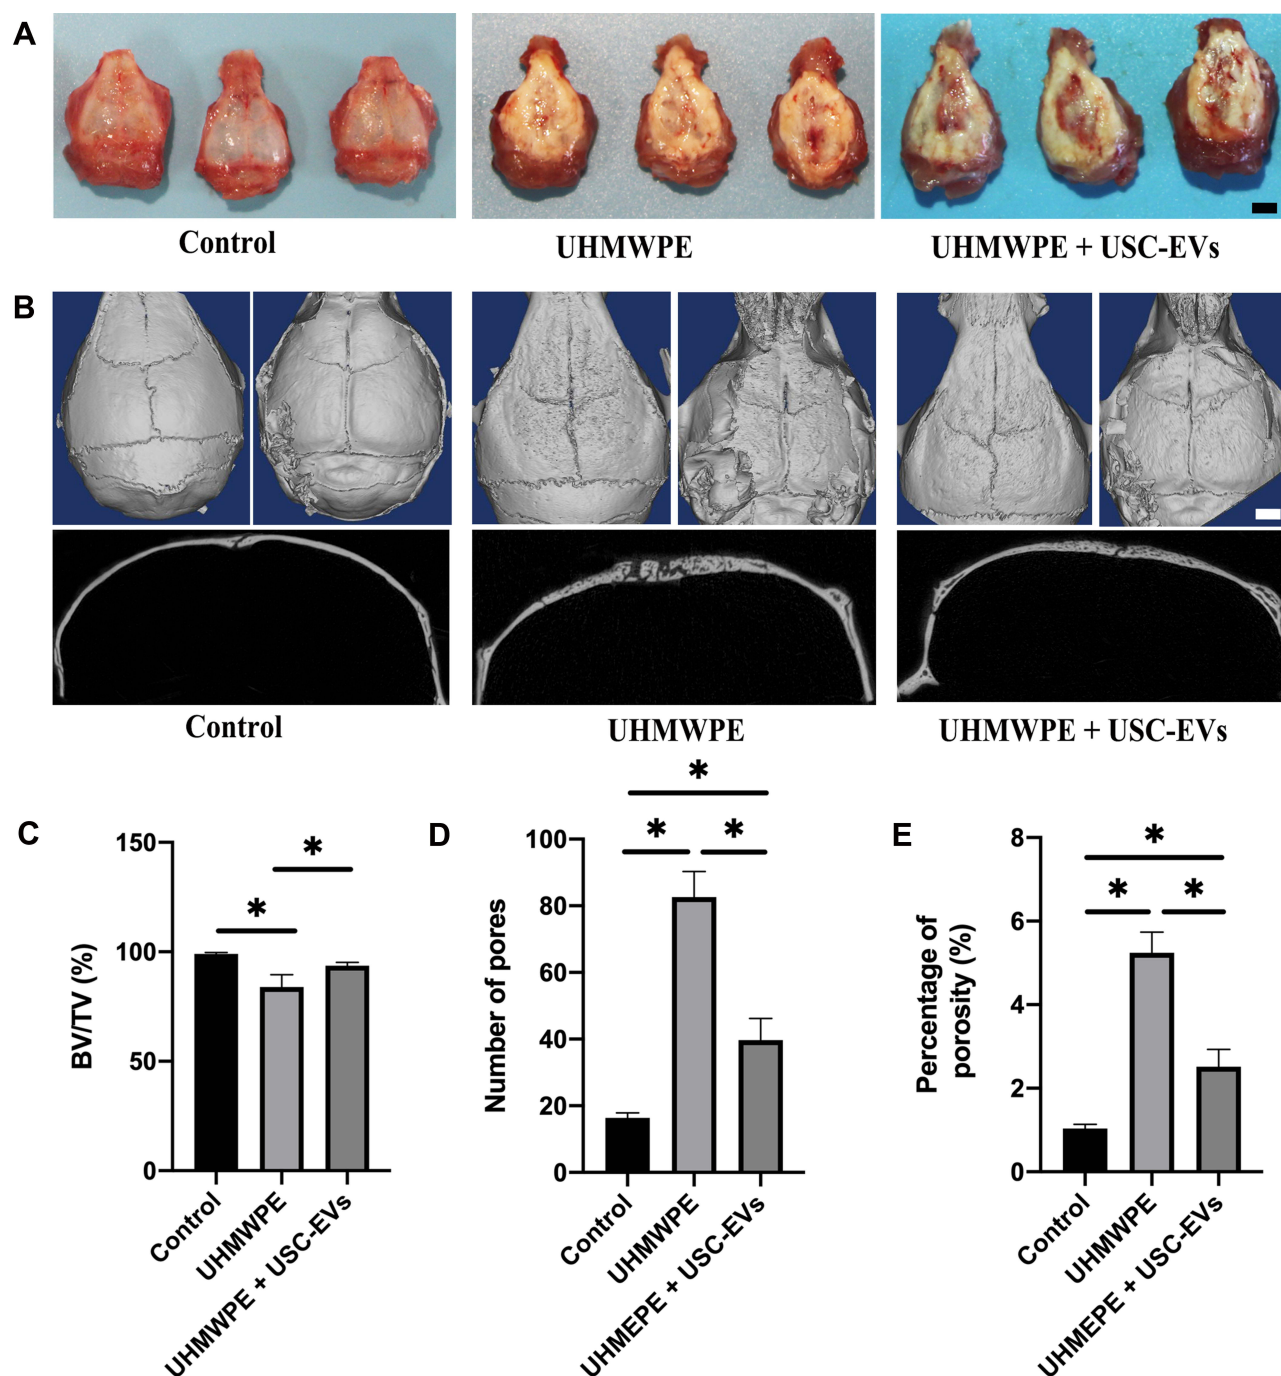 A
Control
UHMWPE
UHMWPE + USC-EVs
B
Control
UHMWPE
UHMWPE + USC-EVs
C
BV/TV (%)
150
100
50
0
*
*
Control
UHMWPE
UHMWPE + USC-EVs
D
Number of pores
100
80
60
40
20
0
*
*
*
Control
UHMWPE
UHMEPE + USC-EVs
E
Percentage of
porosity (%)
8
6
4
2
0
*
*
*
Control
UHMWPE
UHMEPE + USC-EVs